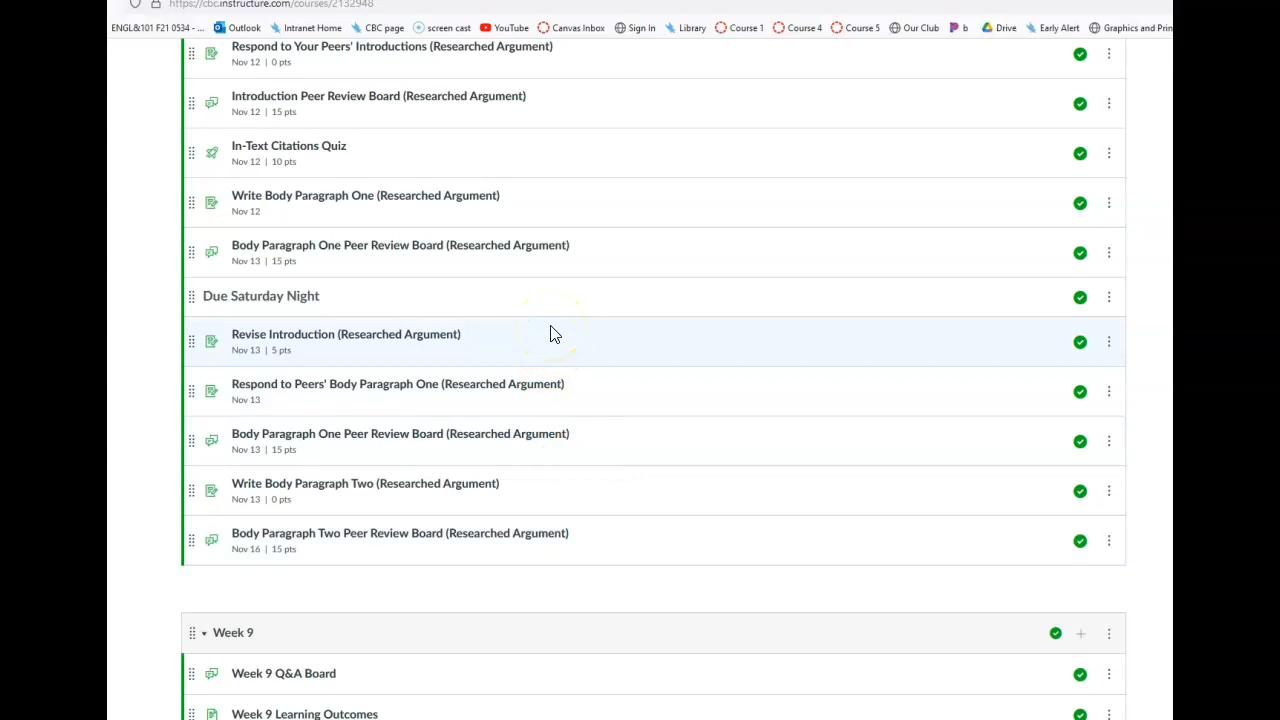 https://cbc.instructure.com/courses/2132948
ENGL&101 F21 0534 - ... Outlook Intranet Home CBC page screen cast YouTube Canvas Inbox Sign In Library Course 1 Course 4 Course 5 Our Club b Drive Early Alert Graphics and Prin
Respond to Your Peers' Introductions (Researched Argument)
Nov 12 | 0 pts
Introduction Peer Review Board (Researched Argument)
Nov 12 | 15 pts
In-Text Citations Quiz
Nov 12 | 10 pts
Write Body Paragraph One (Researched Argument)
Nov 12
Body Paragraph One Peer Review Board (Researched Argument)
Nov 13 | 15 pts
Due Saturday Night
Revise Introduction (Researched Argument)
Nov 13 | 5 pts
Respond to Peers' Body Paragraph One (Researched Argument)
Nov 13
Body Paragraph One Peer Review Board (Researched Argument)
Nov 13 | 15 pts
Write Body Paragraph Two (Researched Argument)
Nov 13 | 0 pts
Body Paragraph Two Peer Review Board (Researched Argument)
Nov 16 | 15 pts
Week 9
Week 9 Q&A Board
Week 9 Learning Outcomes